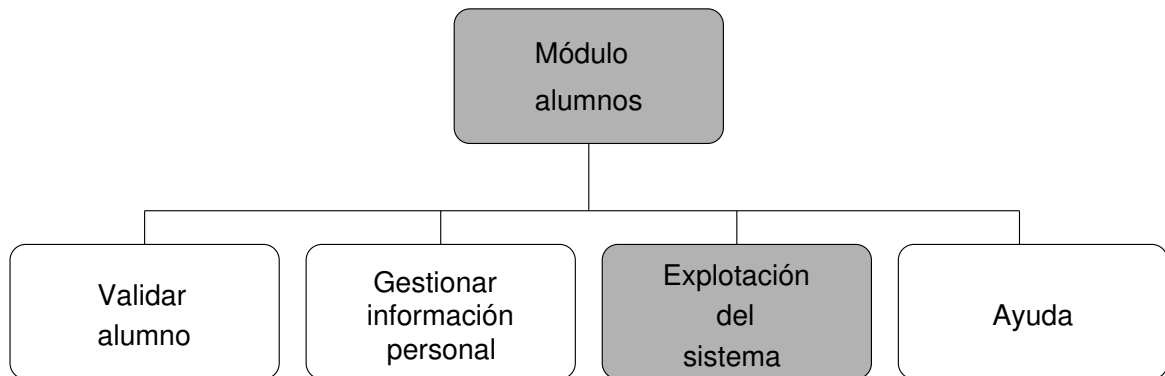 Módulo
alumnos
Validar
alumno
Gestionar
información
personal
Explotación
del
sistema
Ayuda